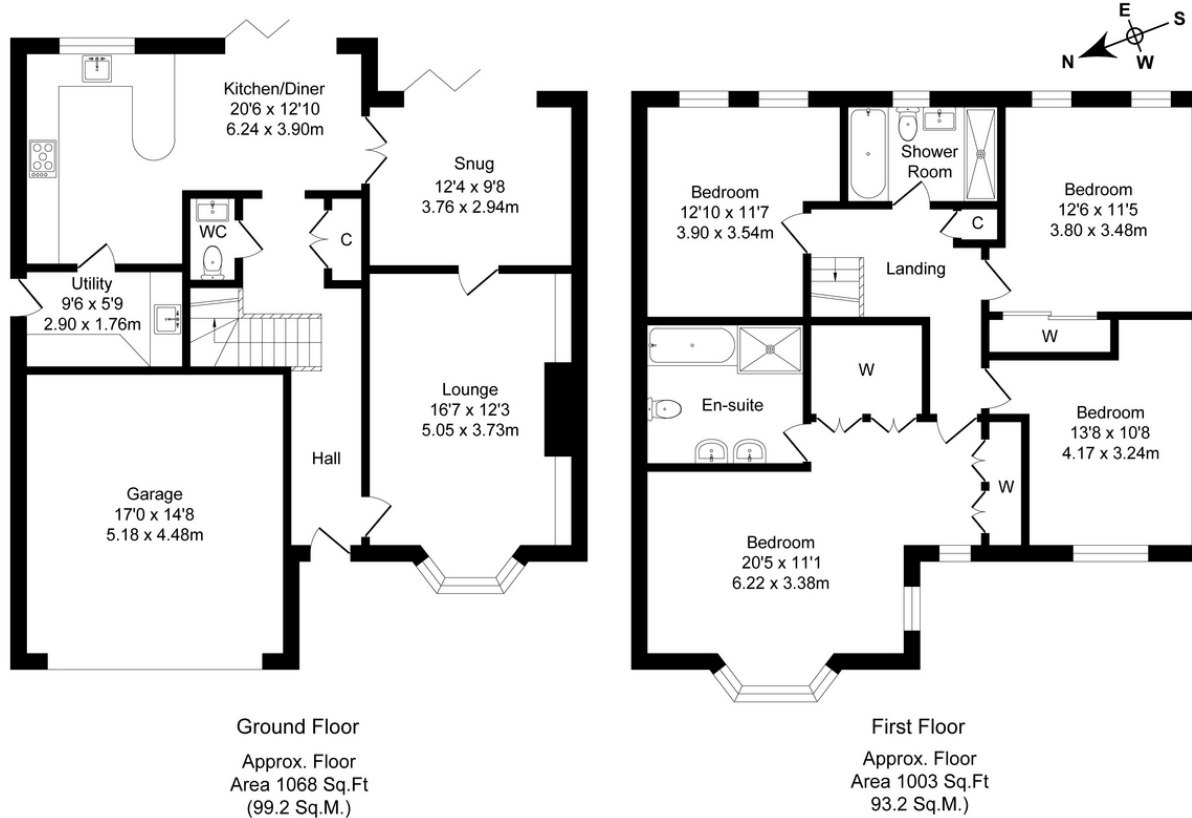 E
S
N
W
Kitchen/Diner
20'6 x 12'10
6.24 x 3.90m
Snug
12'4 x 9'8
3.76 x 2.94m
WC
C
Utility
9'6 x 5'9
2.90 x 1.76m
Lounge
16'7 x 12'3
5.05 x 3.73m
Hall
Garage
17'0 x 14'8
5.18 x 4.48m
Ground Floor
Approx. Floor
Area 1068 Sq.Ft
(99.2 Sq.M.)
Bedroom
12'10 x 11'7
3.90 x 3.54m
Shower
Room
Bedroom
12'6 x 11'5
3.80 x 3.48m
C
Landing
W
W
En-suite
Bedroom
13'8 x 10'8
4.17 x 3.24m
W
Bedroom
20'5 x 11'1
6.22 x 3.38m
First Floor
Approx. Floor
Area 1003 Sq.Ft
93.2 Sq.M.)